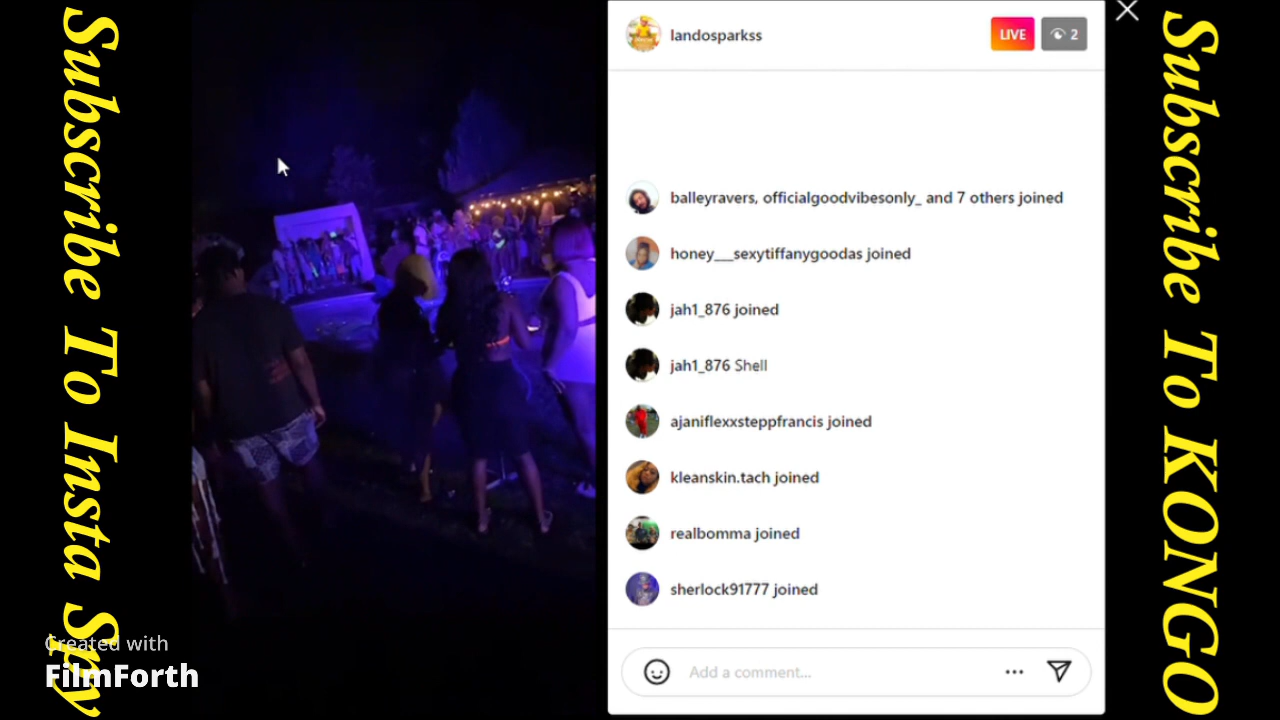 Subscribe To Insta Spy
landosparkss
LIVE
2
balleyravers, officialgoodvibesonly_ and 7 others joined
honey___sexytiffanygoodas joined
jah1_876 joined
jah1_876 Shell
ajaniflexxsteppfrancis joined
kleanskin.tach joined
realbomma joined
sherlock91777 joined
Add a comment...
Subscribe To KONGO
Created with
FilmForth